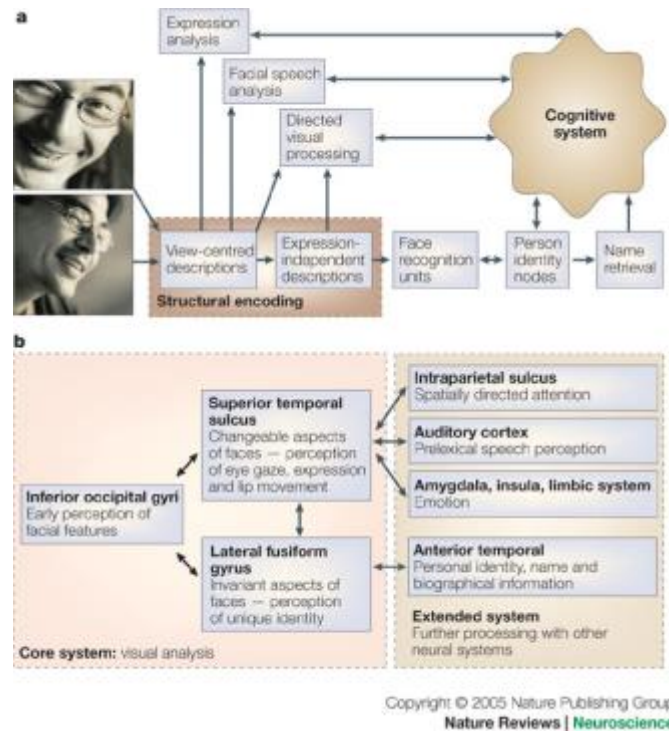 a
Expression
analysis
Facial speech
analysis
Directed
visual
processing
Cognitive
system
View-centred
descriptions
Expression-
independent
descriptions
Face
recognition
units
Person
identity
nodes
Name
retrieval
Structural encoding
b
Superior temporal
sulcus
Changeable aspects
of faces — perception
of eye gaze, expression
and lip movement
Inferior occipital gyri
Early perception of
facial features
Lateral fusiform
gyrus
Invariant aspects of
faces — perception
of unique identity
Core system: visual analysis
Intraparietal sulcus
Spatially directed attention
Auditory cortex
Prelexical speech perception
Amygdala, insula, limbic system
Emotion
Anterior temporal
Personal identity, name and
biographical information
Extended system
Further processing with other
neural systems
Copyright © 2005 Nature Publishing Group
Nature Reviews | Neuroscience